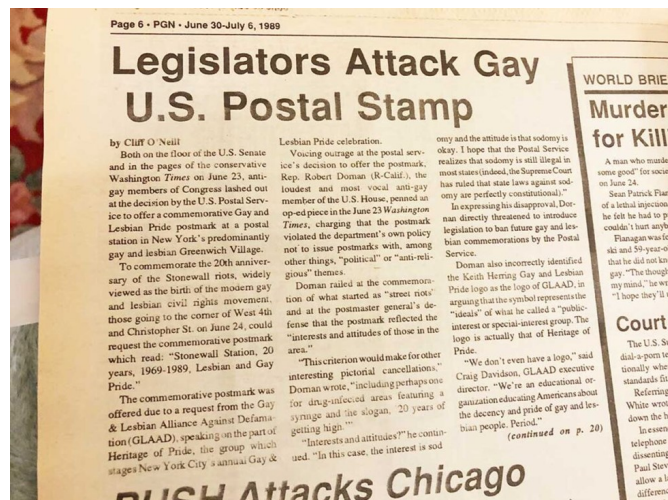 Page 6 • PGN • June 30-July 6, 1989
Legislators Attack Gay
U.S. Postal Stamp
by Cliff O'Neill
Both on the floor of the U.S. Senate
and in the pages of the conservative
Washington Times on June 23, anti-
gay members of Congress lashed out
at the decision by the U.S. Postal Serv-
ice to offer a commemorative Gay and
Lesbian Pride postmark at a postal
station in New York's predominantly
gay and lesbian Greenwich Village.
To commemorate the 20th anniver-
sary of the Stonewall riots, widely
viewed as the birth of the modern gay
and lesbian civil rights movement,
those going to the corner of West 4th
and Christopher St. on June 24, could
request the commemorative postmark
which read: "Stonewall Station, 20
years, 1969-1989, Lesbian and Gay
Pride."
The commemorative postmark was
offered due to a request from the Gay
& Lesbian Alliance Against Defama-
tion (GLAAD), speaking on the part of
Heritage of Pride, the group which
stages New York City s annual Gay &
Lesbian Pride celebration.
Voicing outrage at the postal serv-
ice's decision to offer the postmark,
Rep. Robert Dornan (R-Calif.), the
loudest and most vocal anti-gay
member of the U.S. House, penned an
op-ed piece in the June 23 Washington
Times, charging that the postmark
violated the department's own policy
not to issue postmarks with, among
other things, "political" or "anti-reli-
gious" themes.
Dornan railed at the commemora-
tion of what started as "street riots"
and at the postmaster general's de-
fense that the postmark reflected the
"interests and attitudes of those in the
area."
"This criterium would make for other
interesting pictorial cancellations,"
Dornan wrote, "including perhaps one
for drug-infected areas featuring a
syringe and the slogan, '20 years of
getting high.'"
"Interests and attitudes?" he contin-
ued. "In this case, the interest is sod
omy and the attitude is that sodomy is
okay. I hope that the Postal Service
realizes that sodomy is still illegal in
most states (indeed, the Supreme Court
has ruled that state laws against sod-
omy are perfectly constitutional)."
In expressing his disapproval, Dor-
nan directly threatened to introduce
legislation to ban future gay and les-
bian commemorations by the Postal
Service.
Dornan also incorrectly identified
the Keith Herring Gay and Lesbian
Pride logo as the logo of GLAAD, in
arguing that the symbol represents the
"ideals" of what he called a "public-
interest or special-interest group. The
logo is actually that of Heritage of
Pride.
"We don't even have a logo," said
Craig Davidson, GLAAD executive
director. "We're an educational or-
ganization educating Americans about
the decency and pride of gay and les-
bian people. Period."
(continued on p. 20)
Attacks Chicago
WORLD BRIE
Murder
for Kill
A man who murd
some good" for socie
on June 24.
Sean Patrick Fla
of a lethal injection
he felt he had to p
couldn't hurt anyb
Flanagan was fo
ski and 59-year-o
that he did not kn
gay. "The though
my mind," he wr
"I hope they'll
Court
The U.S. Su
dial-a-porn to
tionally whe
standards fo
Referring
White wrot
down the h
In essen
telephone
dissenting
Paul Stev
allow a l
differenc